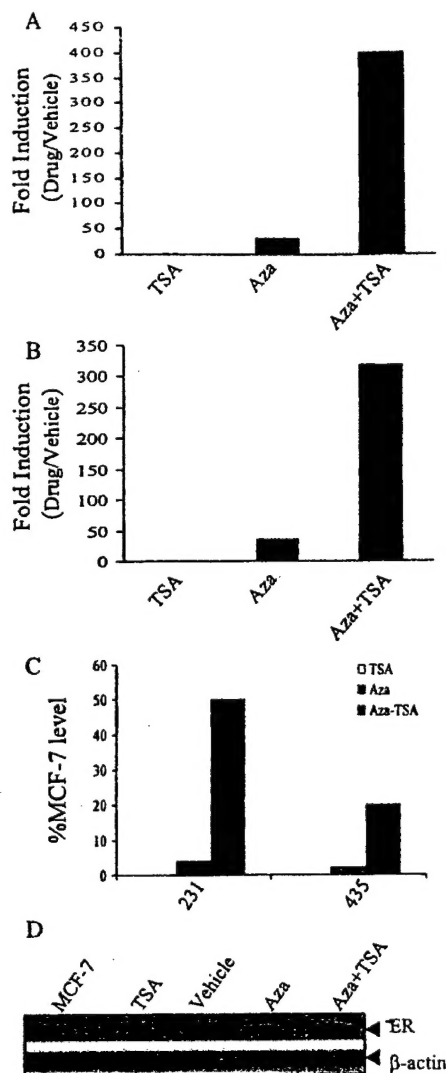 A
Fold Induction
(Drug/Vehicle)
450
400
350
300
250
200
150
100
50
0
TSA
Aza
Aza+TSA
B
Fold Induction
(Drug/Vehicle)
350
300
250
200
150
100
50
0
TSA
Aza
Aza+TSA
C
%MCF-7 level
60
50
40
30
20
10
0
TSA
Aza
Aza-TSA
231
435
D
MCF-7
TSA
Vehicle
Aza
Aza+TSA
ER
β-actin